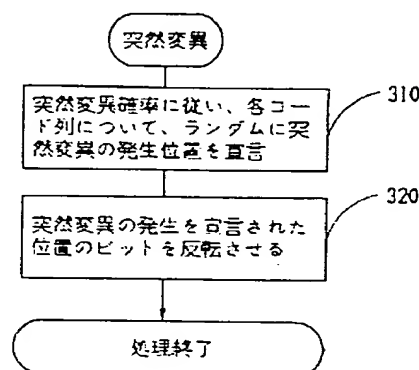 突然変異
突然変異確率に従い、各コー
ド列について、ランダムに突
然変異の発生位置を宣言
310
突然変異の発生を宣言された
位置のビットを反転させる
320
処理終了